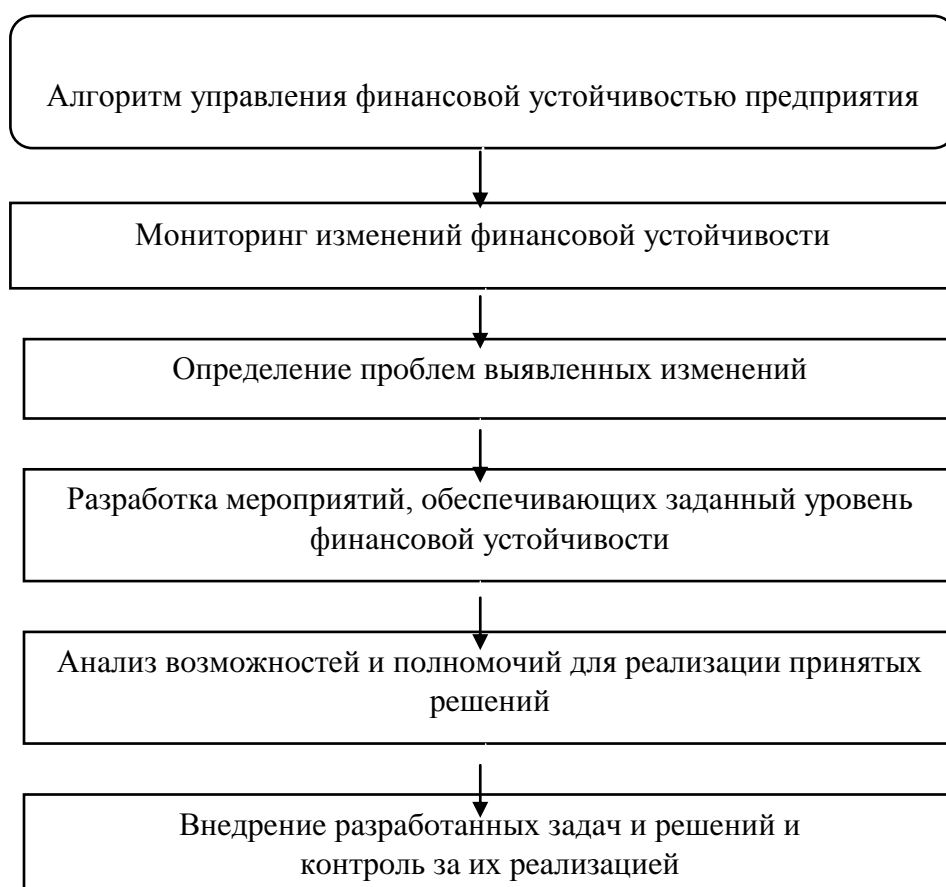 Алгоритм управления финансовой устойчивостью предприятия
Мониторинг изменений финансовой устойчивости
Определение проблем выявленных изменений
Разработка мероприятий, обеспечивающих заданный уровень
финансовой устойчивости
Анализ возможностей и полномочий для реализации принятых
решений
Внедрение разработанных задач и решений и
контроль за их реализацией